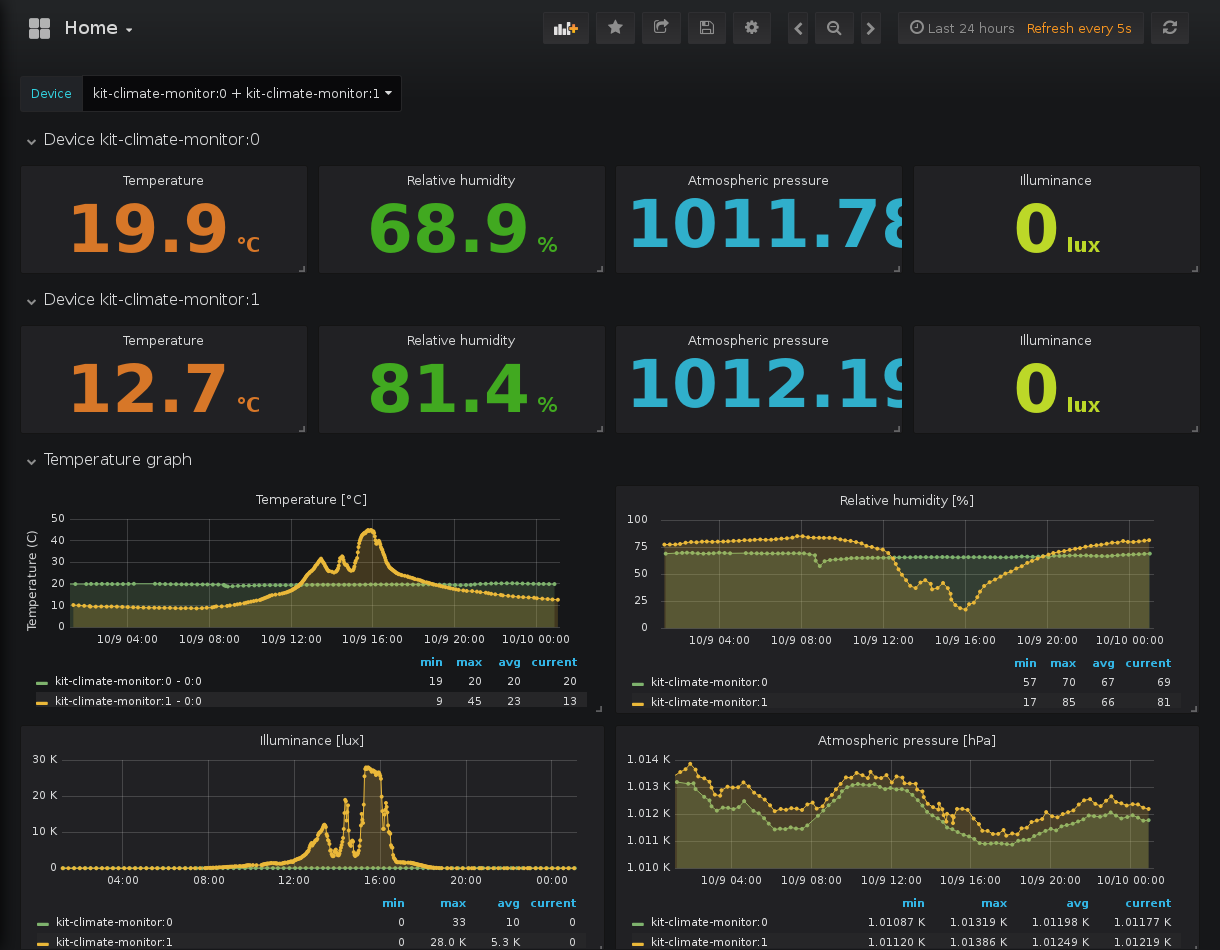 Home
Last 24 hours Refresh every 5s
Device kit-climate-monitor:0 + kit-climate-monitor:1
Device kit-climate-monitor:0
Temperature Relative humidity Atmospheric pressure Illuminance
19.9 °C 68.9 % 1011.78 0 lux
Device kit-climate-monitor:1
Temperature Relative humidity Atmospheric pressure Illuminance
12.7 °C 81.4 % 1012.19 0 lux
Temperature graph
Temperature [°C]
Temperature (C)
50
40
30
20
10
0
10/9 04:00 10/9 08:00 10/9 12:00 10/9 16:00 10/9 20:00 10/10 00:00
min max avg current
kit-climate-monitor:0 - 0:0 19 20 20 20
kit-climate-monitor:1 - 0:0 9 45 23 13
Relative humidity [%]
100
75
50
25
0
10/9 04:00 10/9 08:00 10/9 12:00 10/9 16:00 10/9 20:00 10/10 00:00
min max avg current
kit-climate-monitor:0 57 70 67 69
kit-climate-monitor:1 17 85 66 81
Illuminance [lux]
30 K
20 K
10 K
0
04:00 08:00 12:00 16:00 20:00 00:00
min max avg current
kit-climate-monitor:0 0 33 10 0
kit-climate-monitor:1 0 28.0 K 5.3 K 0
Atmospheric pressure [hPa]
1.014 K
1.013 K
1.012 K
1.011 K
1.010 K
10/9 04:00 10/9 08:00 10/9 12:00 10/9 16:00 10/9 20:00 10/10 00:00
min max avg current
kit-climate-monitor:0 1.01087 K 1.01319 K 1.01198 K 1.01177 K
kit-climate-monitor:1 1.01120 K 1.01386 K 1.01249 K 1.01219 K